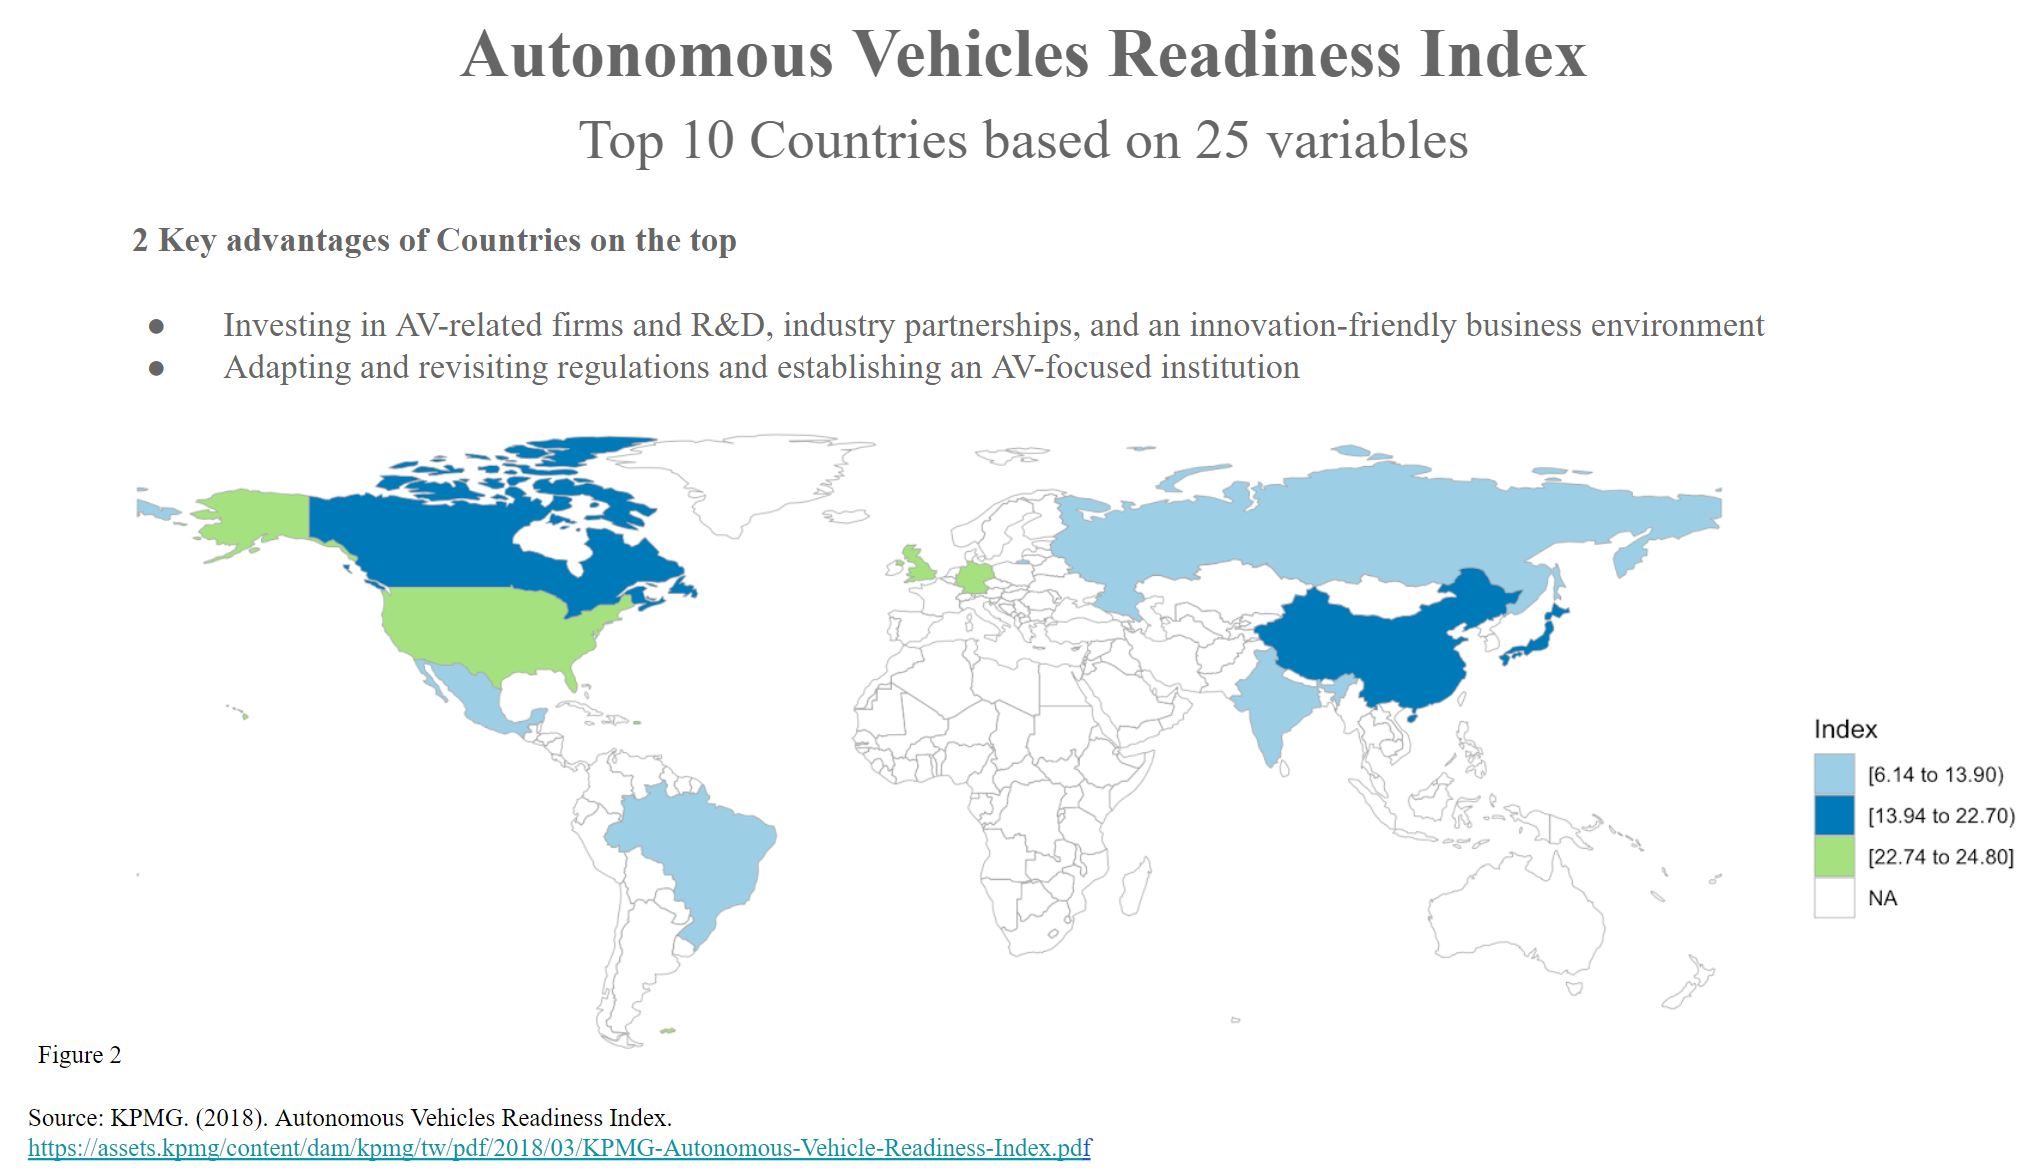 Autonomous Vehicles Readiness Index
Top 10 Countries based on 25 variables
2 Key advantages of Countries on the top
● Investing in AV-related firms and R&D, industry partnerships, and an innovation-friendly business environment
● Adapting and revisiting regulations and establishing an AV-focused institution
Index
[6.14 to 13.90)
[13.94 to 22.70)
[22.74 to 24.80]
NA
Figure 2
Source: KPMG. (2018). Autonomous Vehicles Readiness Index.
https://assets.kpmg/content/dam/kpmg/tw/pdf/2018/03/KPMG-Autonomous-Vehicle-Readiness-Index.pdf